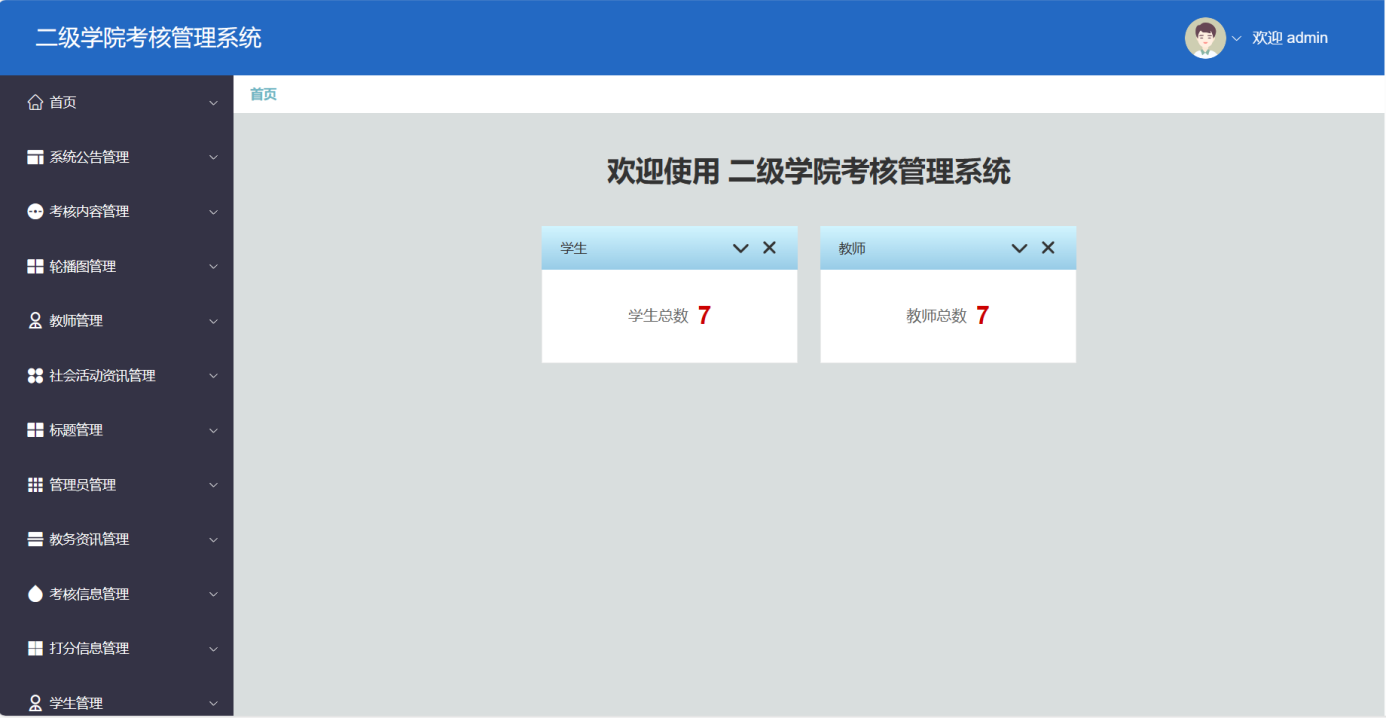 二级学院考核管理系统
欢迎 admin
首页
系统公告管理
考核内容管理
轮播图管理
教师管理
社会活动资讯管理
标题管理
管理员管理
教务资讯管理
考核信息管理
打分信息管理
学生管理
首页
欢迎使用 二级学院考核管理系统
学生
学生总数 7
教师
教师总数 7